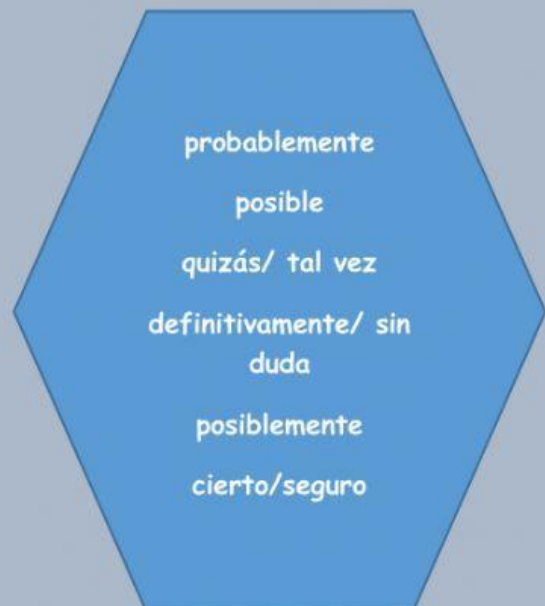 probablemente
posible
quizás/ tal vez
definitivamente/ sin
duda
posiblemente
cierto/seguro